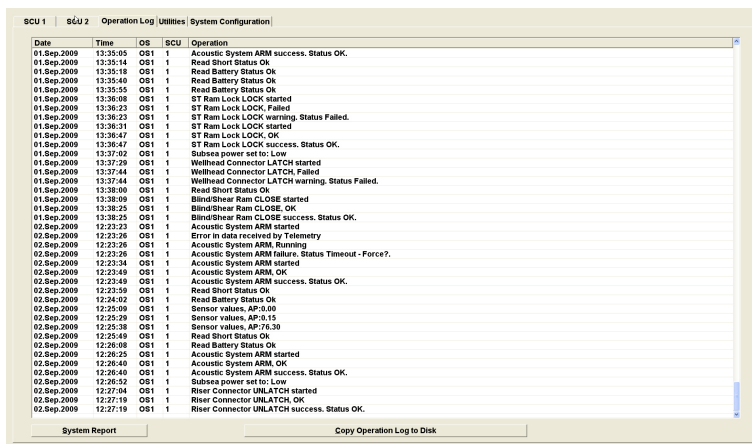 SCU 1 SCU 2 Operation Log Utilities System Configuration
Date Time OS SCU Operation
01.Sep.2009 13:35:05 OS1 1 Acoustic System ARM success. Status OK.
01.Sep.2009 13:35:14 OS1 1 Read Short Status Ok
01.Sep.2009 13:35:18 OS1 1 Read Battery Status Ok
01.Sep.2009 13:35:40 OS1 1 Read Battery Status Ok
01.Sep.2009 13:35:55 OS1 1 Read Battery Status Ok
01.Sep.2009 13:36:08 OS1 1 ST Ram Lock LOCK started
01.Sep.2009 13:36:23 OS1 1 ST Ram Lock LOCK, Failed
01.Sep.2009 13:36:23 OS1 1 ST Ram Lock LOCK warning. Status Failed.
01.Sep.2009 13:36:31 OS1 1 ST Ram Lock LOCK started
01.Sep.2009 13:36:47 OS1 1 ST Ram Lock LOCK, OK
01.Sep.2009 13:36:47 OS1 1 ST Ram Lock LOCK success. Status OK.
01.Sep.2009 13:37:02 OS1 1 Subsea power set to: Low
01.Sep.2009 13:37:29 OS1 1 Wellhead Connector LATCH started
01.Sep.2009 13:37:44 OS1 1 Wellhead Connector LATCH, Failed
01.Sep.2009 13:37:44 OS1 1 Wellhead Connector LATCH warning. Status Failed.
01.Sep.2009 13:38:00 OS1 1 Read Short Status Ok
01.Sep.2009 13:38:09 OS1 1 Blind/Shear Ram CLOSE started
01.Sep.2009 13:38:25 OS1 1 Blind/Shear Ram CLOSE, OK
01.Sep.2009 13:38:25 OS1 1 Blind/Shear Ram CLOSE success. Status OK.
02.Sep.2009 12:23:23 OS1 1 Acoustic System ARM started
02.Sep.2009 12:23:26 OS1 1 Error in data received by Telemetry
02.Sep.2009 12:23:26 OS1 1 Acoustic System ARM, Running
02.Sep.2009 12:23:26 OS1 1 Acoustic System ARM failure. Status Timeout - Force?.
02.Sep.2009 12:23:34 OS1 1 Acoustic System ARM started
02.Sep.2009 12:23:49 OS1 1 Acoustic System ARM, OK
02.Sep.2009 12:23:49 OS1 1 Acoustic System ARM success. Status OK.
02.Sep.2009 12:23:59 OS1 1 Read Short Status Ok
02.Sep.2009 12:24:02 OS1 1 Read Battery Status Ok
02.Sep.2009 12:25:09 OS1 1 Sensor values, AP:0.00
02.Sep.2009 12:25:29 OS1 1 Sensor values, AP:0.15
02.Sep.2009 12:25:38 OS1 1 Sensor values, AP:76.30
02.Sep.2009 12:25:49 OS1 1 Read Short Status Ok
02.Sep.2009 12:26:08 OS1 1 Read Battery Status Ok
02.Sep.2009 12:26:25 OS1 1 Acoustic System ARM started
02.Sep.2009 12:26:40 OS1 1 Acoustic System ARM, OK
02.Sep.2009 12:26:40 OS1 1 Acoustic System ARM success. Status OK.
02.Sep.2009 12:26:52 OS1 1 Subsea power set to: Low
02.Sep.2009 12:27:04 OS1 1 Riser Connector UNLATCH started
02.Sep.2009 12:27:19 OS1 1 Riser Connector UNLATCH, OK
02.Sep.2009 12:27:19 OS1 1 Riser Connector UNLATCH success. Status OK.
System Report Copy Operation Log to Disk